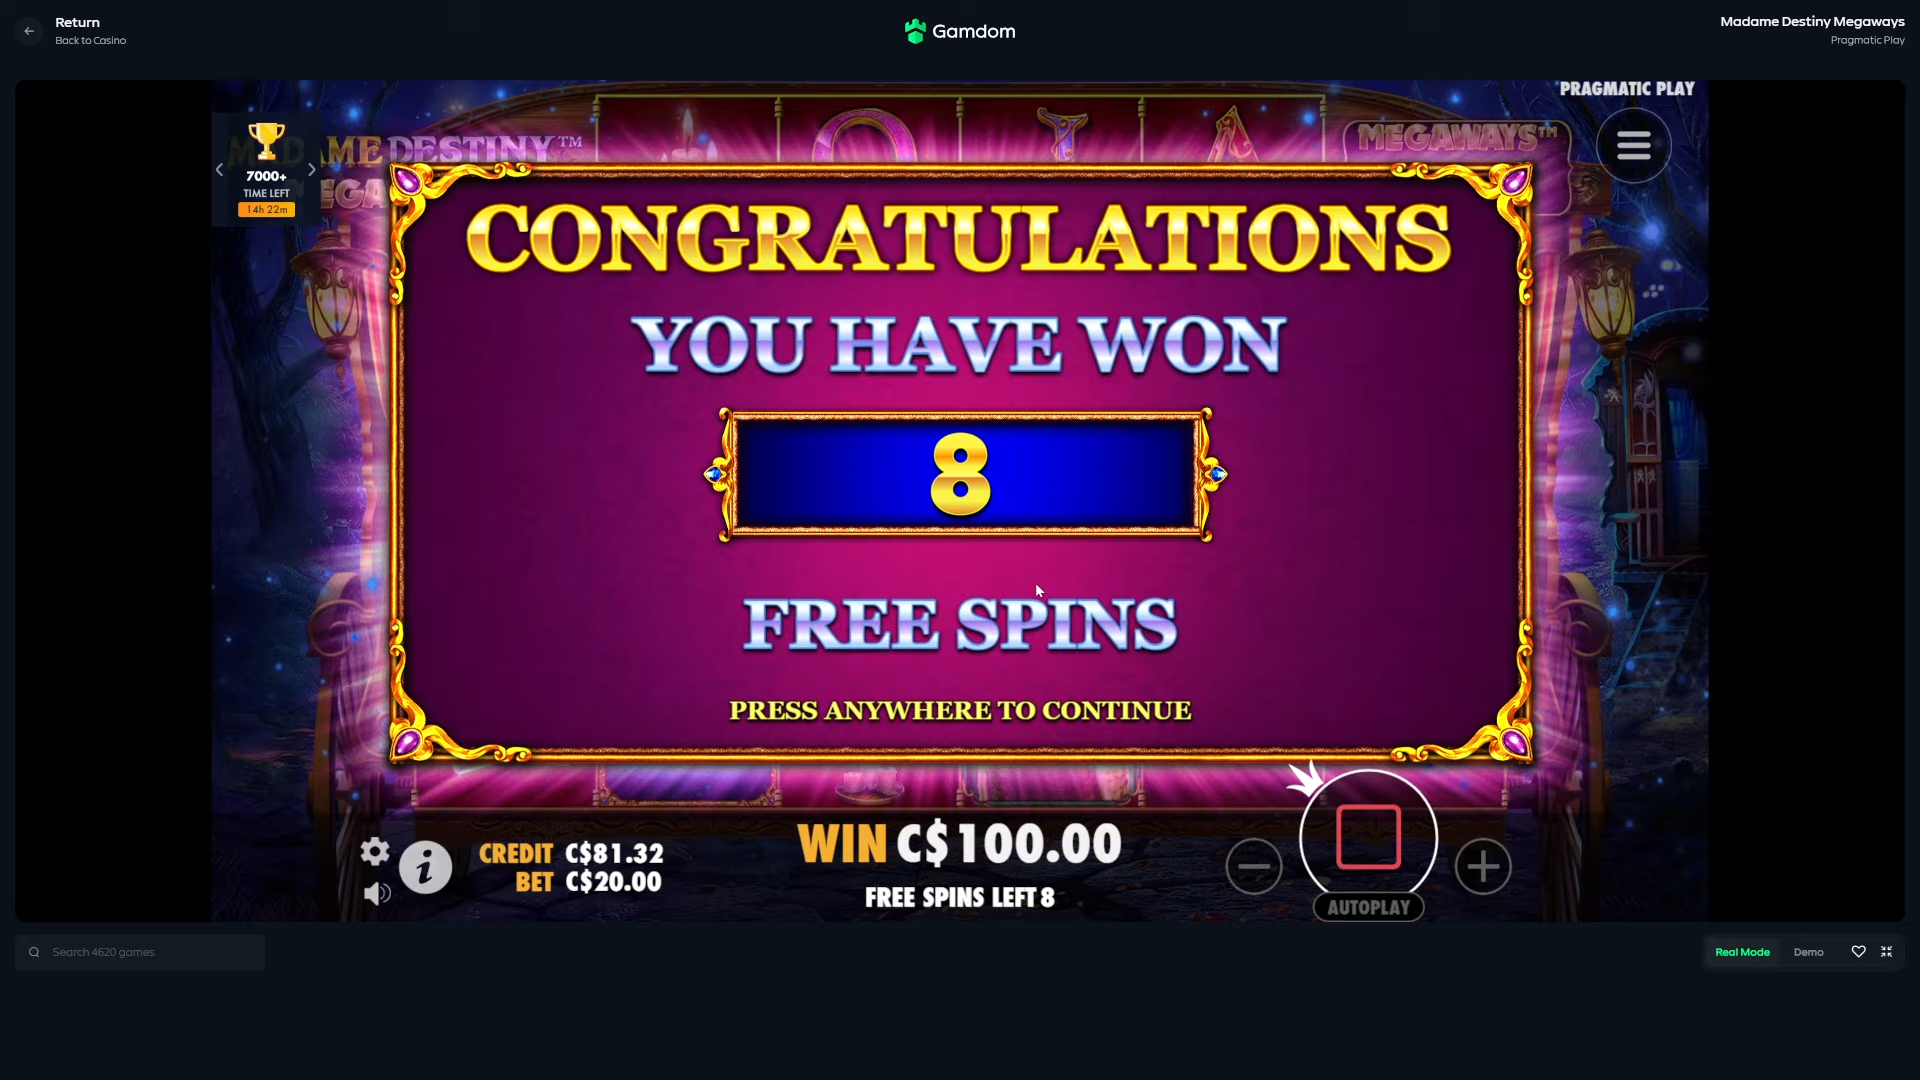 Return
Back to Casino
Gamdom
Madame Destiny Megaways
Pragmatic Play
PRAGMATIC PLAY
MADAME DESTINY™
MEGAWAYS™
7000+
TIME LEFT
14h 22m
CONGRATULATIONS
YOU HAVE WON
8
FREE SPINS
PRESS ANYWHERE TO CONTINUE
CREDIT C$81.32
BET C$20.00
WIN C$100.00
FREE SPINS LEFT 8
AUTOPLAY
Search 4620 games
Real Mode
Demo